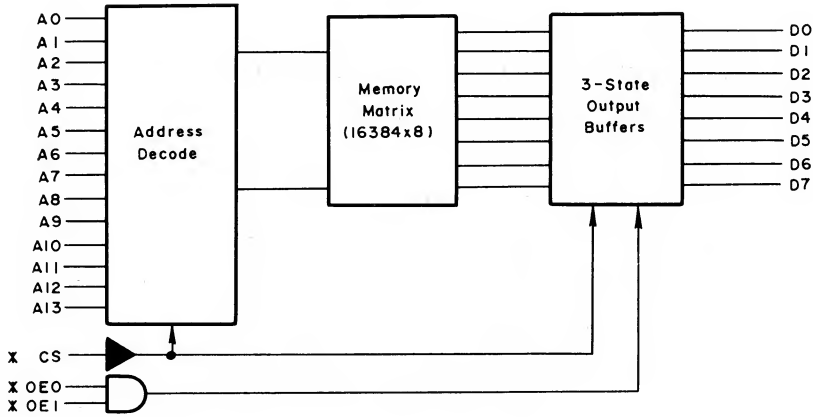 A0
A1
A2
A3
A4
A5
A6
A7
A8
A9
A10
A11
A12
A13
Address
Decode
Memory
Matrix
(16384x8)
3-State
Output
Buffers
D0
D1
D2
D3
D4
D5
D6
D7
* CS
* OE0
* OE1